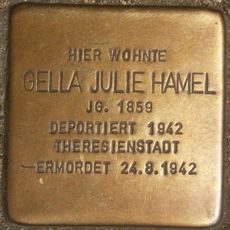 HIER WOHNTE
GELLA JULIE HAMEL
JG. 1859
DEPORTIERT 1942
THERESIENSTADT
ERMORDET 24.8.1942